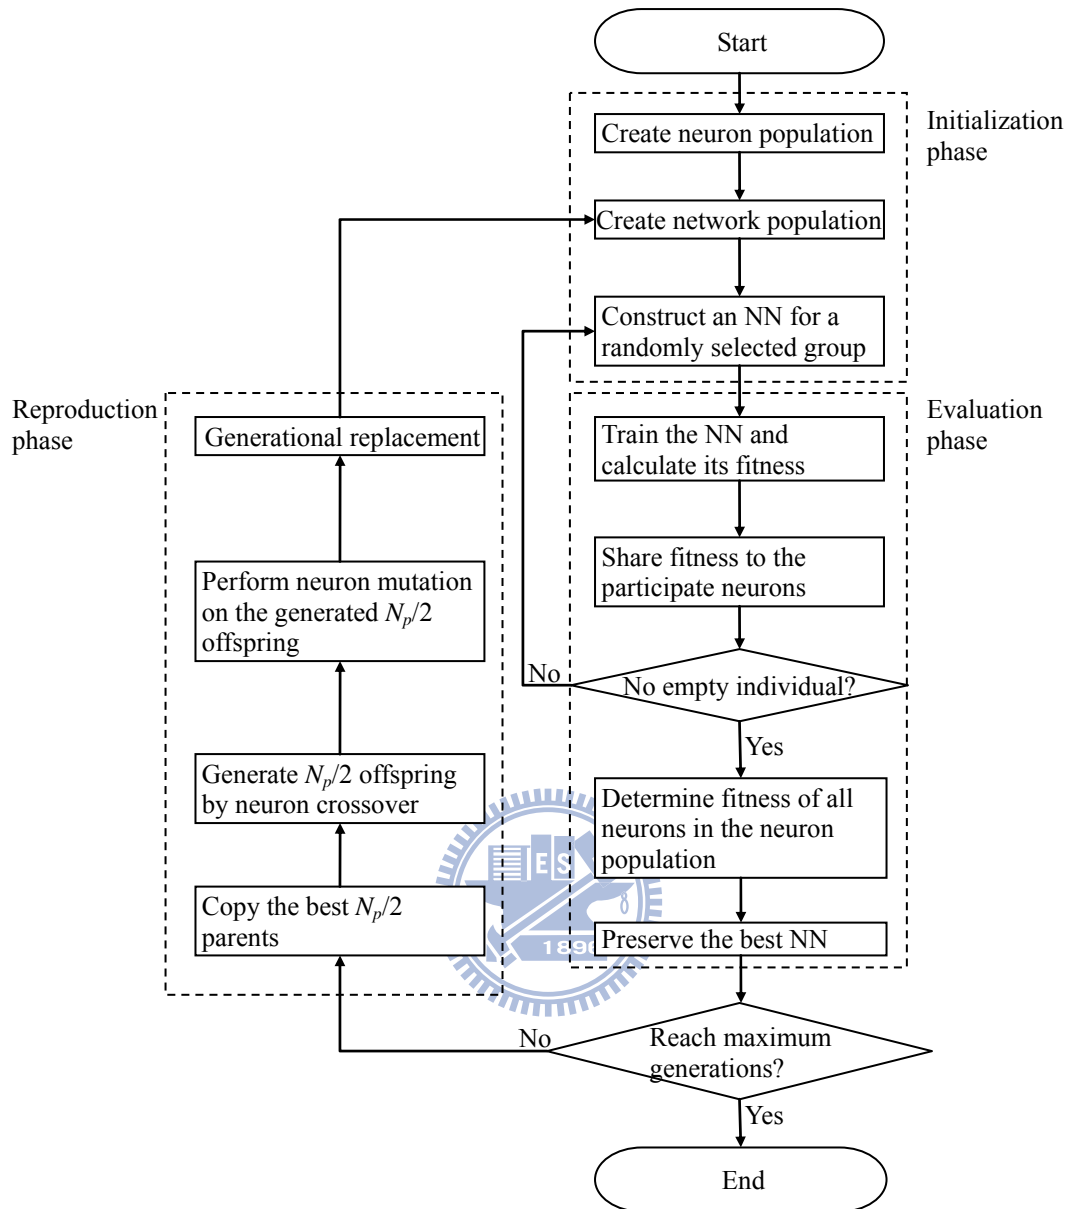 Start
Initialization
phase
Create neuron population
Create network population
Construct an NN for a
randomly selected group
Reproduction
phase
Evaluation
phase
Generational replacement
Train the NN and
calculate its fitness
Share fitness to the
participate neurons
Perform neuron mutation
on the generated Np/2
offspring
No
No empty individual?
Yes
Generate Np/2 offspring
by neuron crossover
Determine fitness of all
neurons in the neuron
population
E S
Copy the best Np/2
parents
Preserve the best NN
1896
No
Reach maximum
generations?
Yes
End